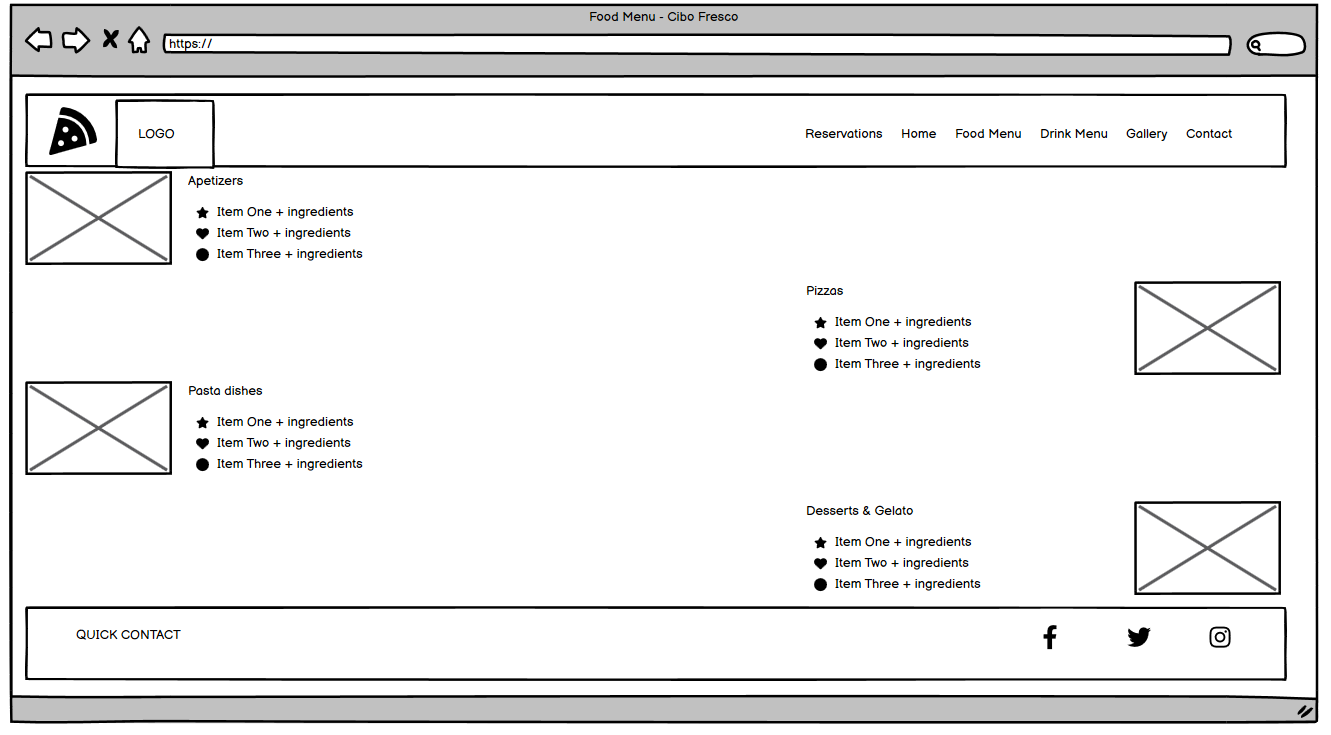 Food Menu - Cibo Fresco
https://
LOGO
Reservations Home Food Menu Drink Menu Gallery Contact
Apetizers
Item One + ingredients
Item Two + ingredients
Item Three + ingredients
Pizzas
Item One + ingredients
Item Two + ingredients
Item Three + ingredients
Pasta dishes
Item One + ingredients
Item Two + ingredients
Item Three + ingredients
Desserts & Gelato
Item One + ingredients
Item Two + ingredients
Item Three + ingredients
QUICK CONTACT